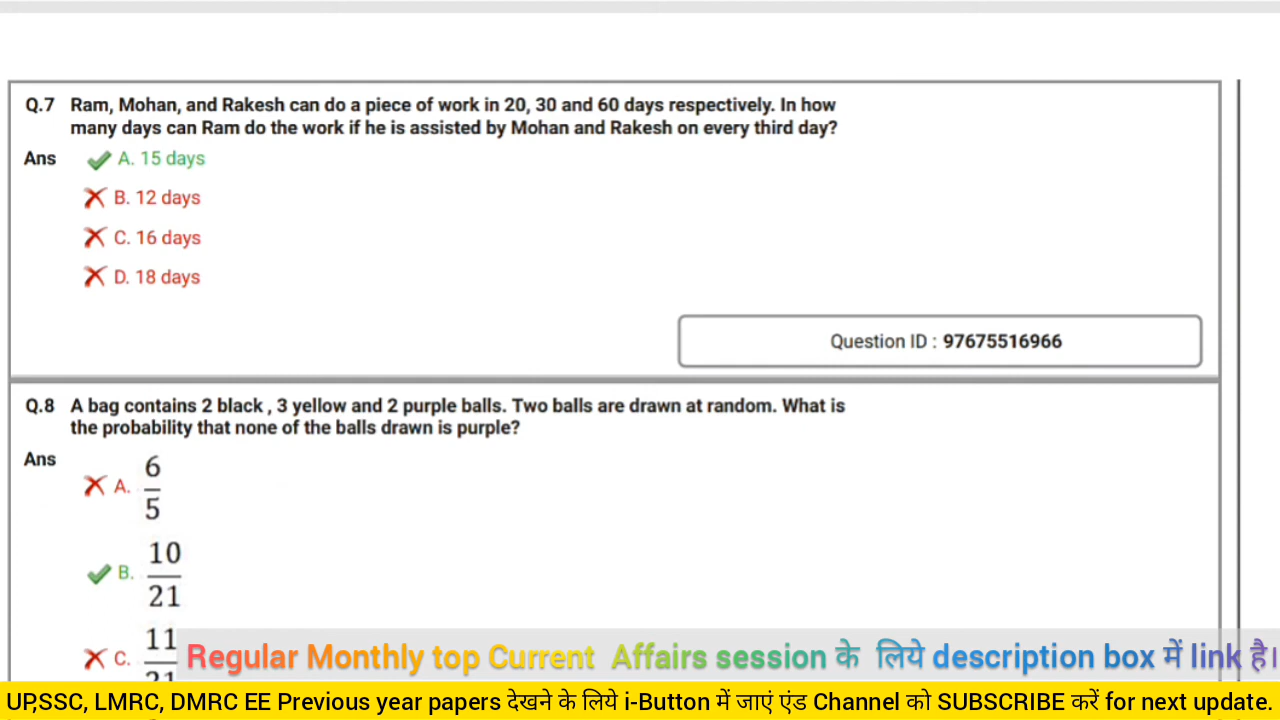 Q.7 Ram, Mohan, and Rakesh can do a piece of work in 20, 30 and 60 days respectively. In how
many days can Ram do the work if he is assisted by Mohan and Rakesh on every third day?
Ans A. 15 days
B. 12 days
C. 16 days
D. 18 days
Question ID : 97675516966
Q.8 A bag contains 2 black , 3 yellow and 2 purple balls. Two balls are drawn at random. What is
the probability that none of the balls drawn is purple?
Ans
A. 6/5
B. 10/21
C. 11/21
Regular Monthly top Current Affairs session के लिये description box में link है।
UP,SSC, LMRC, DMRC EE Previous year papers देखने के लिये i-Button में जाएं एंड Channel को SUBSCRIBE करें for next update.